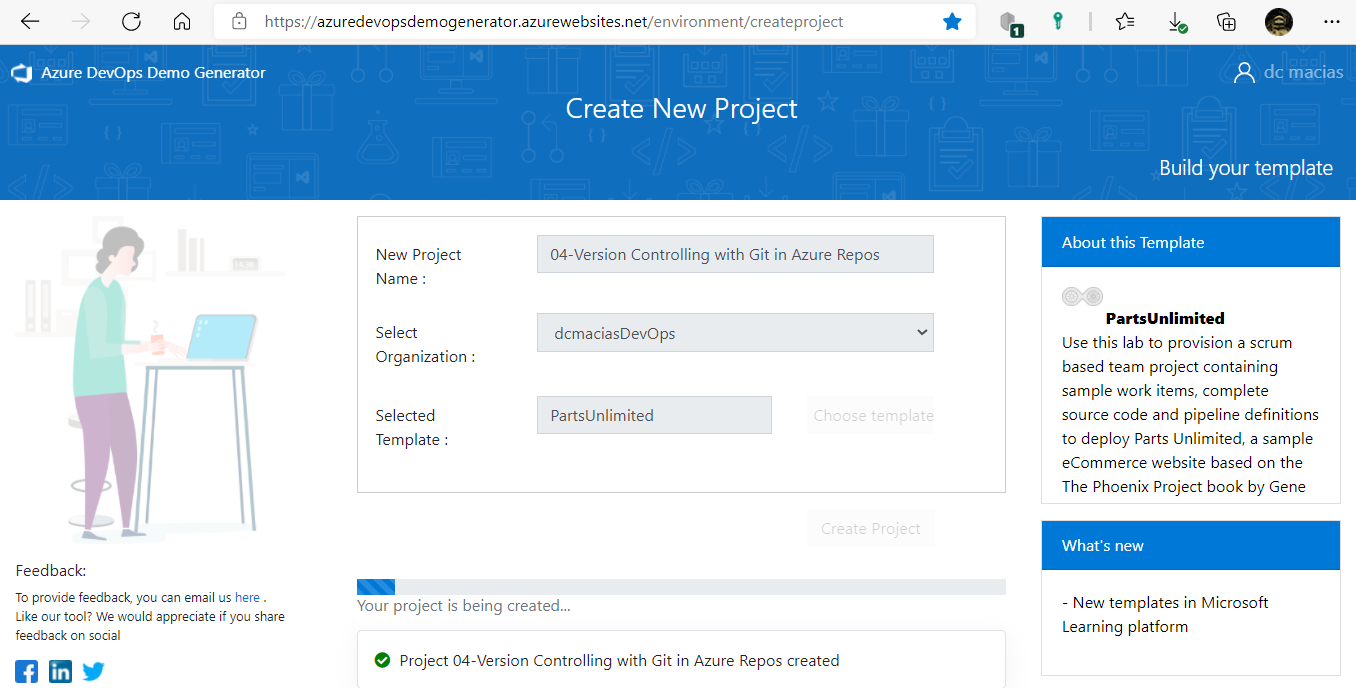 https://azuredevopsdemogenerator.azurewebsites.net/environment/createproject
1
Azure DevOps Demo Generator
dc macias
Create New Project
Build your template
New Project
Name :
04-Version Controlling with Git in Azure Repos
Select
Organization :
dcmaciasDevOps
Selected
Template :
PartsUnlimited
Choose template
Create Project
Your project is being created...
Project 04-Version Controlling with Git in Azure Repos created
Feedback:
To provide feedback, you can email us here .
Like our tool? We would appreciate if you share
feedback on social
About this Template
PartsUnlimited
Use this lab to provision a scrum
based team project containing
sample work items, complete
source code and pipeline definitions
to deploy Parts Unlimited, a sample
eCommerce website based on the
The Phoenix Project book by Gene
What's new
- New templates in Microsoft
Learning platform